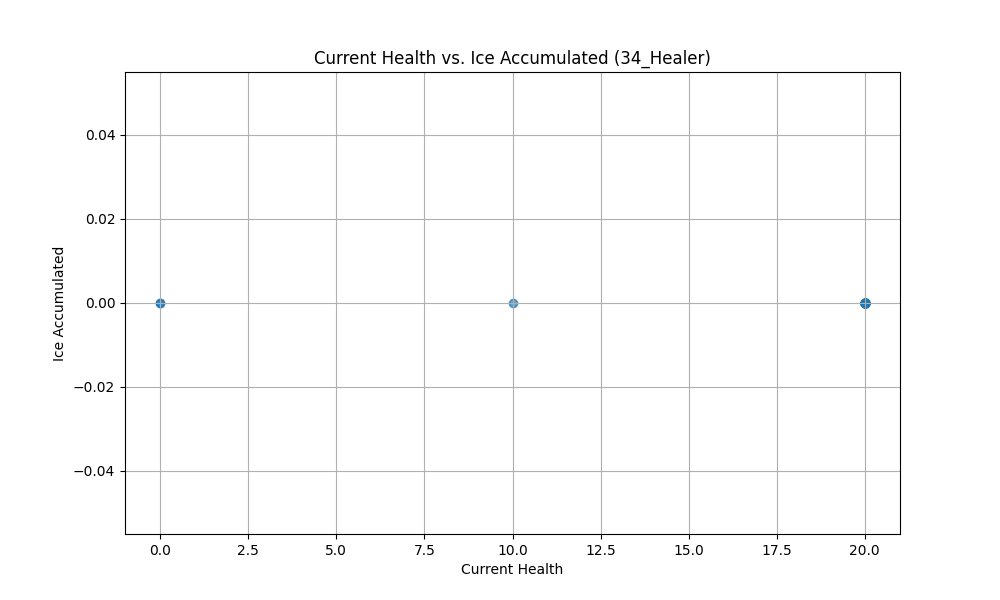 Current Health vs. Ice Accumulated (34_Healer)
Ice Accumulated
0.04
0.02
0.00
−0.02
−0.04
0.0 2.5 5.0 7.5 10.0 12.5 15.0 17.5 20.0
Current Health